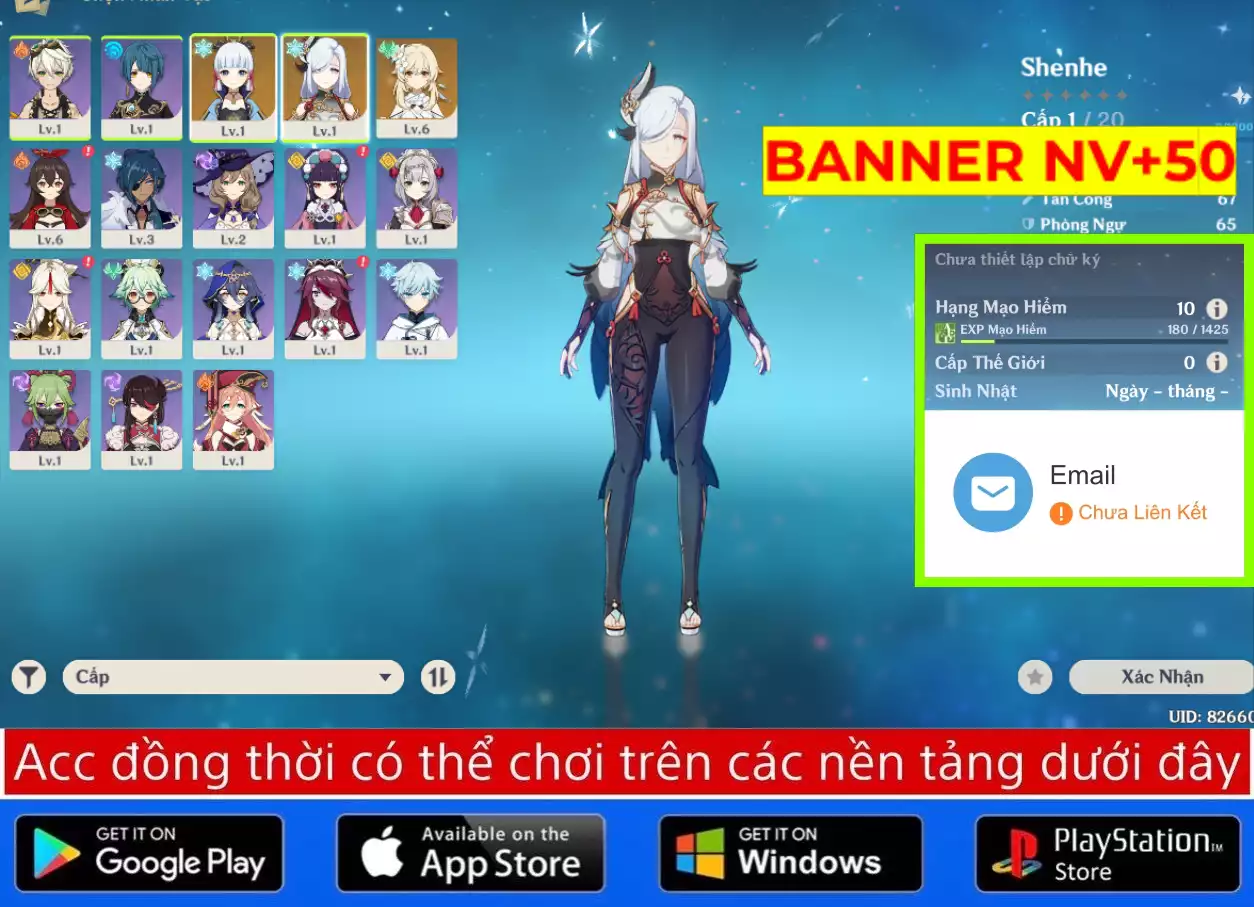 Shenhe
Cấp 1 / 20
BANNER NV+50
Tấn Công 67
Phòng Ngự 65
Chưa thiết lập chữ ký
Hạng Mạo Hiểm 10
EXP Mạo Hiểm 180 / 1425
Cấp Thế Giới 0
Sinh Nhật Ngày - tháng -
Email
Chưa Liên Kết
Lv.1 Lv.1 Lv.1 Lv.1 Lv.6
Lv.6 Lv.3 Lv.2 Lv.1 Lv.1
Lv.1 Lv.1 Lv.1 Lv.1 Lv.1
Lv.1 Lv.1 Lv.1
Cấp
Xác Nhận
UID: 82660
Acc đồng thời có thể chơi trên các nền tảng dưới đây
GET IT ON
Google Play
Available on the
App Store
GET IT ON
Windows
PlayStation™
Store